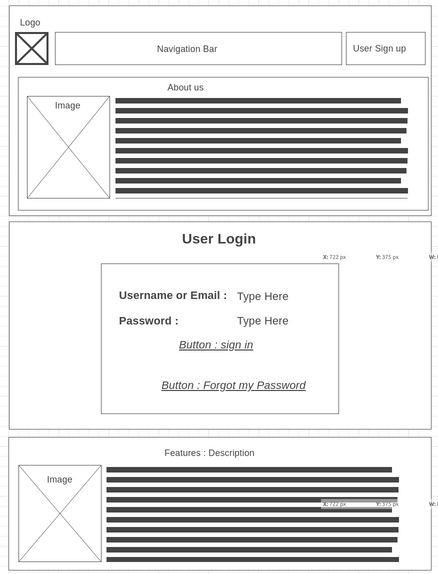 Logo
Navigation Bar
User Sign up
About us
Image
User Login
X: 722 px Y: 375 px W:
Username or Email : Type Here
Password : Type Here
Button : sign in
Button : Forgot my Password
Features : Description
Image
X: 722 px Y: 375 px W: